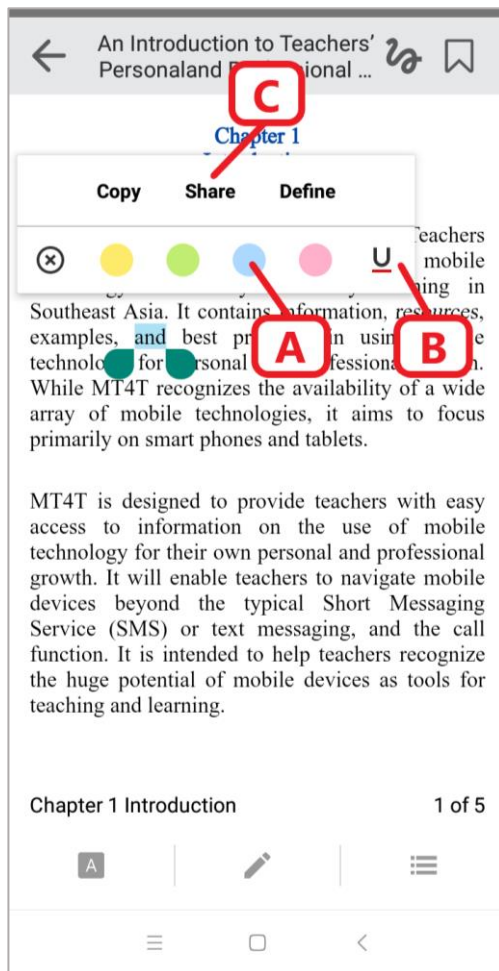 An Introduction to Teachers'
Personaland ional ...
C
Chapter 1
Copy Share Define
Teachers
U mobile
in
Southeast Asia. It contains information, resources,
A B
examples, and best in
for
While MT4T recognizes the availability of a wide
array of mobile technologies, it aims to focus
primarily on smart phones and tablets.
MT4T is designed to provide teachers with easy
access to information on the use of mobile
technology for their own personal and professional
growth. It will enable teachers to navigate mobile
devices beyond the typical Short Messaging
Service (SMS) or text messaging, and the call
function. It is intended to help teachers recognize
the huge potential of mobile devices as tools for
teaching and learning.
Chapter 1 Introduction 1 of 5
A